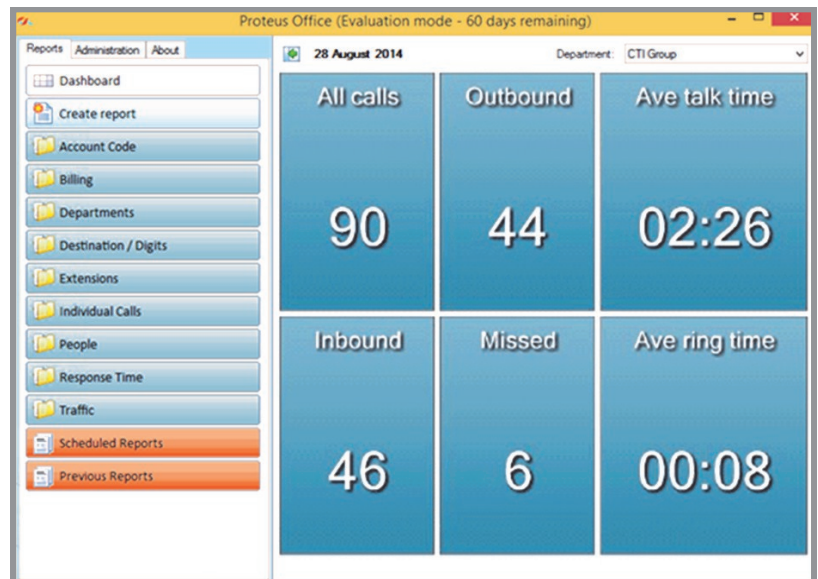 Proteus Office (Evaluation mode - 60 days remaining)
Reports Administration About
Dashboard
Create report
Account Code
Billing
Departments
Destination / Digits
Extensions
Individual Calls
People
Response Time
Traffic
Scheduled Reports
Previous Reports
28 August 2014 Department: CTI Group
All calls Outbound Ave talk time
90 44 02:26
Inbound Missed Ave ring time
46 6 00:08